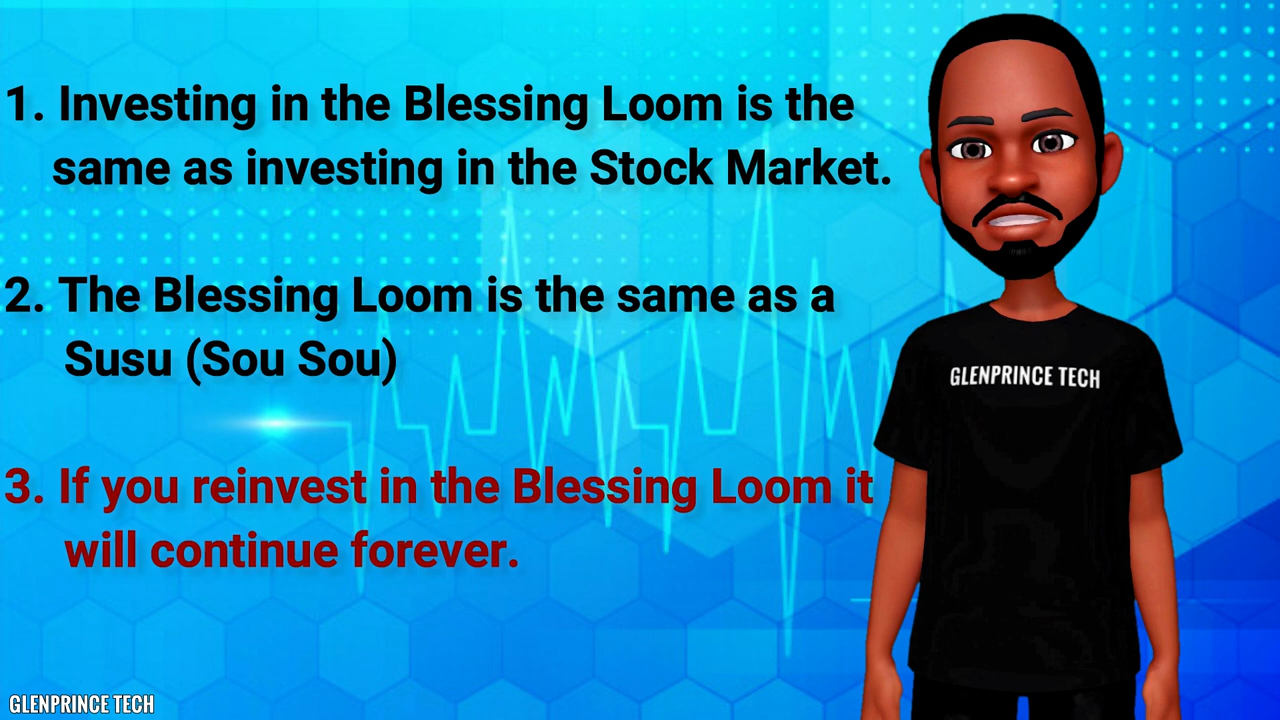 1. Investing in the Blessing Loom is the
same as investing in the Stock Market.
2. The Blessing Loom is the same as a
Susu (Sou Sou)
3. If you reinvest in the Blessing Loom it
will continue forever.
GLENPRINCE TECH
GLENPRINCE TECH